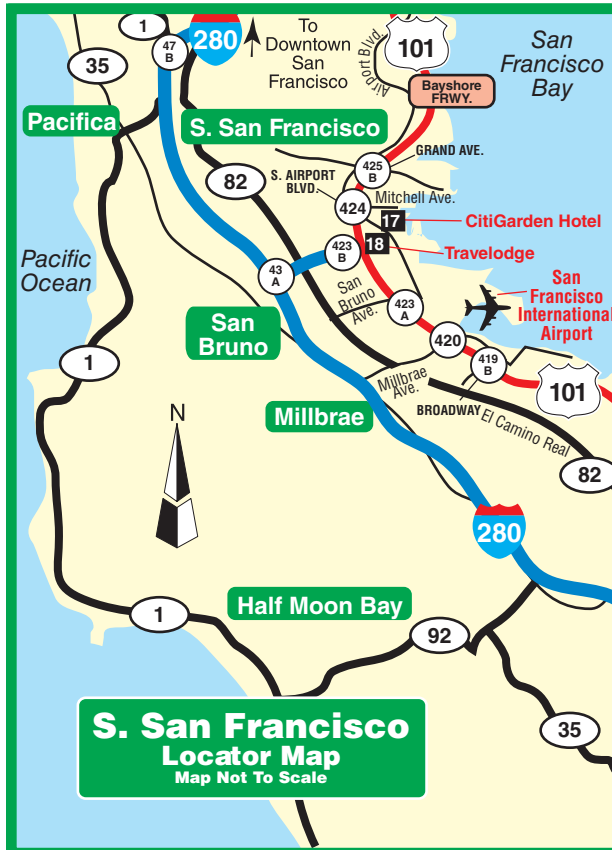 1
47
B
280
To
Downtown
San
Francisco
Airport Blvd.
101
San
Francisco
Bay
35
Bayshore
FRWY.
Pacifica
S. San Francisco
GRAND AVE.
425
B
82
S. AIRPORT
BLVD.
Mitchell Ave.
424
17
CitiGarden Hotel
423
B
18
Travelodge
Pacific
Ocean
43
A
San
Bruno
Ave.
423
A
San
Francisco
International
Airport
San
Bruno
420
419
B
1
Millbrae
Ave.
101
BROADWAY
El Camino Real
Millbrae
82
N
280
Half Moon Bay
1
92
35
S. San Francisco
Locator Map
Map Not To Scale